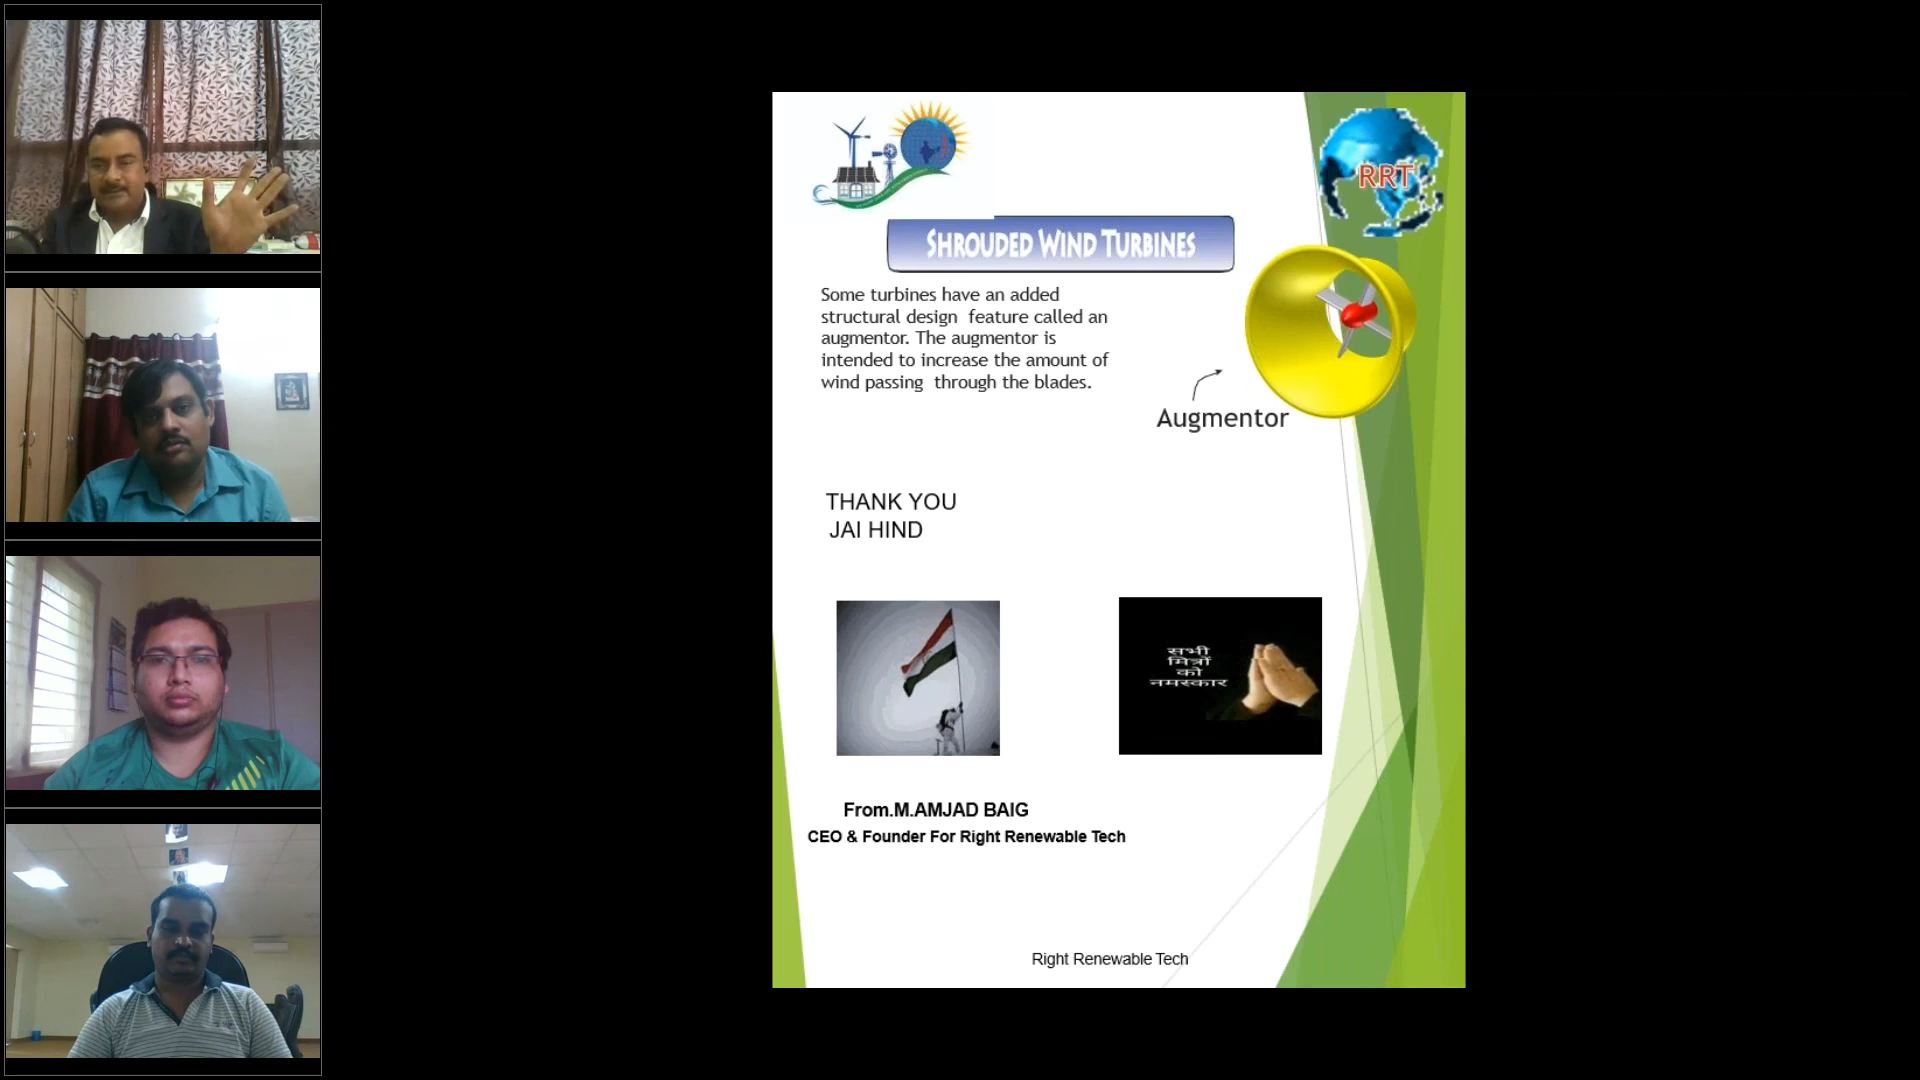 RRT
SHROUDED WIND TURBINES
Some turbines have an added
structural design feature called an
augmentor. The augmentor is
intended to increase the amount of
wind passing through the blades.
Augmentor
THANK YOU
JAI HIND
सभी
मित्रों
को
नमस्कार
From.M.AMJAD BAIG
CEO & Founder For Right Renewable Tech
Right Renewable Tech